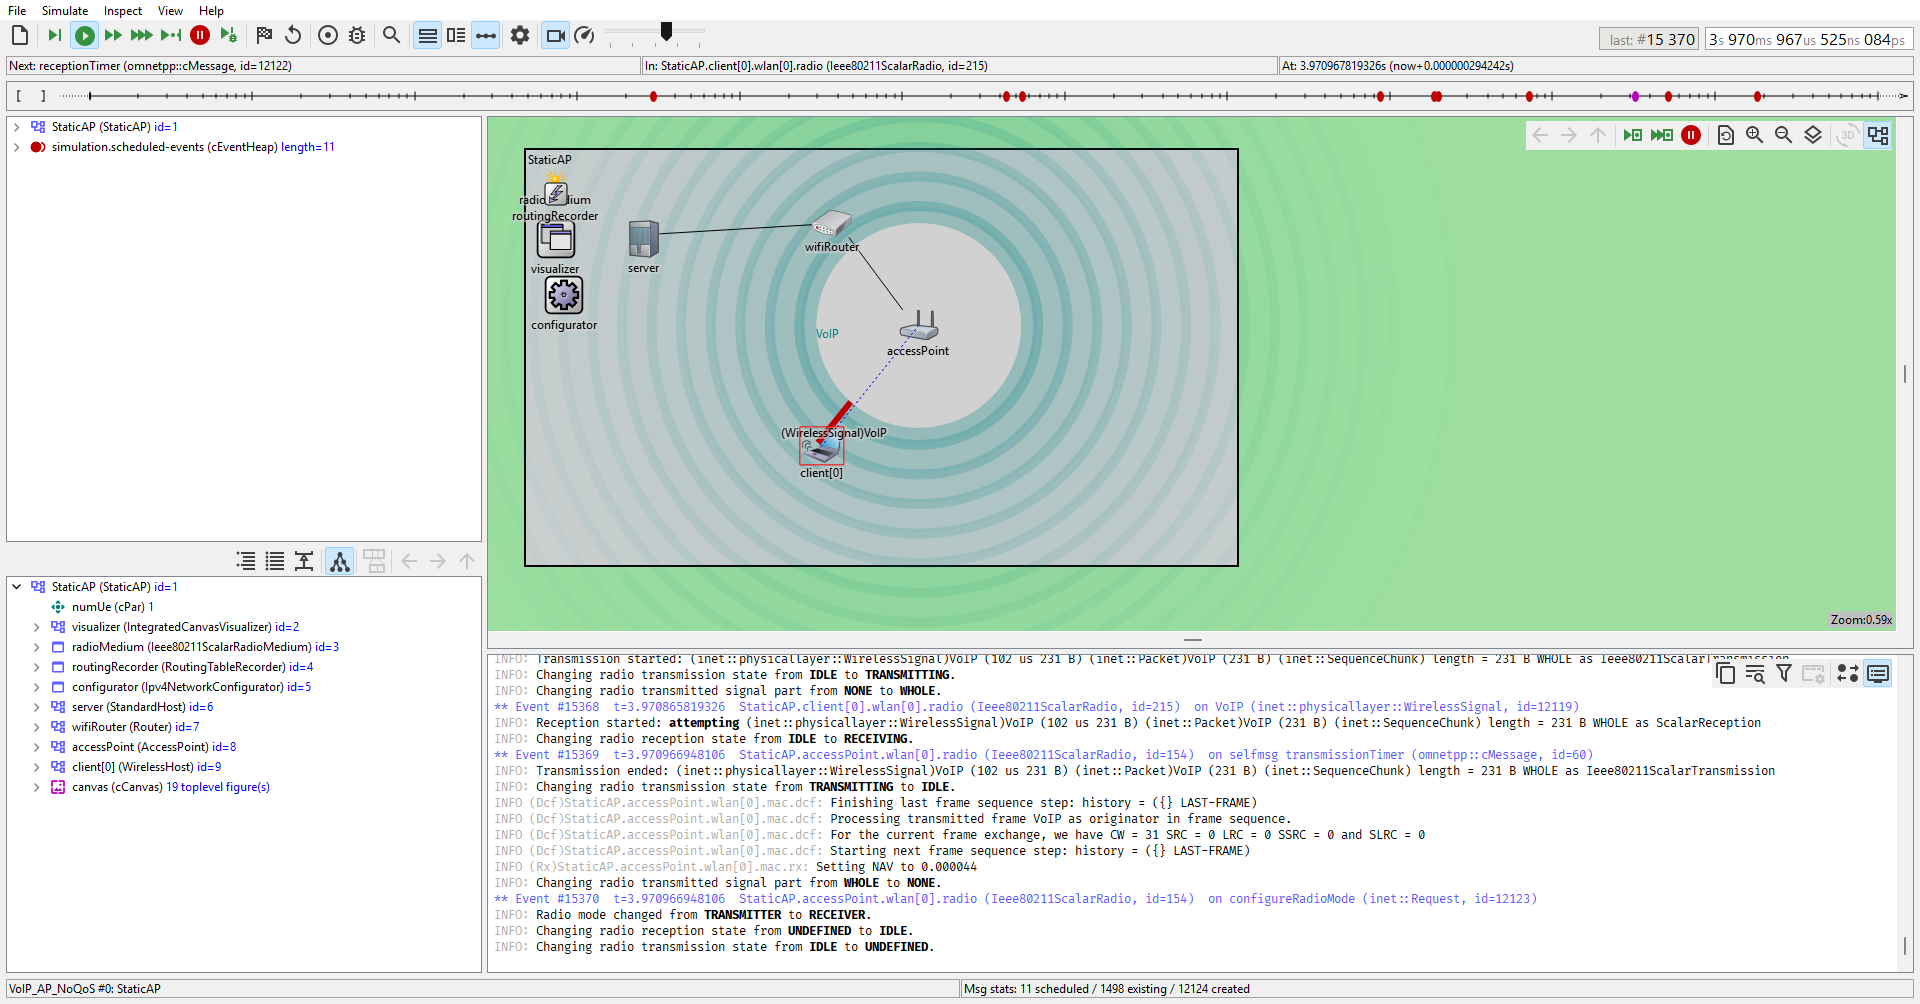 File Simulate Inspect View Help
last: #15 370 3s 970ms 967us 525ns 084ps
Next: receptionTimer (omnetpp::cMessage, id=12122) In: StaticAP.client[0].wlan[0].radio (Ieee80211ScalarRadio, id=215) At: 3.970967819326s (now+0.000000294242s)
[ ]
StaticAP (StaticAP) id=1
simulation.scheduled-events (cEventHeap) length=11
StaticAP (StaticAP) id=1
numUe (cPar) 1
visualizer (IntegratedCanvasVisualizer) id=2
radioMedium (Ieee80211ScalarRadioMedium) id=3
routingRecorder (RoutingTableRecorder) id=4
configurator (Ipv4NetworkConfigurator) id=5
server (StandardHost) id=6
wifiRouter (Router) id=7
accessPoint (AccessPoint) id=8
client[0] (WirelessHost) id=9
canvas (cCanvas) 19 toplevel figure(s)
3D
StaticAP
routingRecorder
visualizer
configurator
server
wifiRouter
VoIP
accessPoint
(WirelessSignal)VoIP
client[0]
Zoom:0.59x
INFO: Transmission started: (inet::physicallayer::WirelessSignal)VoIP (102 us 231 B) (inet::Packet)VoIP (231 B) (inet::SequenceChunk) length = 231 B WHOLE as Ieee80211ScalarTransmission
INFO: Changing radio transmission state from IDLE to TRANSMITTING.
INFO: Changing radio transmitted signal part from NONE to WHOLE.
** Event #15368 t=3.970865819326 StaticAP.client[0].wlan[0].radio (Ieee80211ScalarRadio, id=215) on VoIP (inet::physicallayer::WirelessSignal, id=12119)
INFO: Reception started: attempting (inet::physicallayer::WirelessSignal)VoIP (102 us 231 B) (inet::Packet)VoIP (231 B) (inet::SequenceChunk) length = 231 B WHOLE as ScalarReception
INFO: Changing radio reception state from IDLE to RECEIVING.
** Event #15369 t=3.970966948106 StaticAP.accessPoint.wlan[0].radio (Ieee80211ScalarRadio, id=154) on selfmsg transmissionTimer (omnetpp::cMessage, id=60)
INFO: Transmission ended: (inet::physicallayer::WirelessSignal)VoIP (102 us 231 B) (inet::Packet)VoIP (231 B) (inet::SequenceChunk) length = 231 B WHOLE as Ieee80211ScalarTransmission
INFO: Changing radio transmission state from TRANSMITTING to IDLE.
INFO (Dcf)StaticAP.accessPoint.wlan[0].mac.dcf: Finishing last frame sequence step: history = ({} LAST-FRAME)
INFO (Dcf)StaticAP.accessPoint.wlan[0].mac.dcf: Processing transmitted frame VoIP as originator in frame sequence.
INFO (Dcf)StaticAP.accessPoint.wlan[0].mac.dcf: For the current frame exchange, we have CW = 31 SRC = 0 LRC = 0 SSRC = 0 and SLRC = 0
INFO (Dcf)StaticAP.accessPoint.wlan[0].mac.dcf: Starting next frame sequence step: history = ({} LAST-FRAME)
INFO (Rx)StaticAP.accessPoint.wlan[0].mac.rx: Setting NAV to 0.000044
INFO: Changing radio transmitted signal part from WHOLE to NONE.
** Event #15370 t=3.970966948106 StaticAP.accessPoint.wlan[0].radio (Ieee80211ScalarRadio, id=154) on configureRadioMode (inet::Request, id=12123)
INFO: Radio mode changed from TRANSMITTER to RECEIVER.
INFO: Changing radio reception state from UNDEFINED to IDLE.
INFO: Changing radio transmission state from IDLE to UNDEFINED.
VoIP_AP_NoQoS #0: StaticAP Msg stats: 11 scheduled / 1498 existing / 12124 created